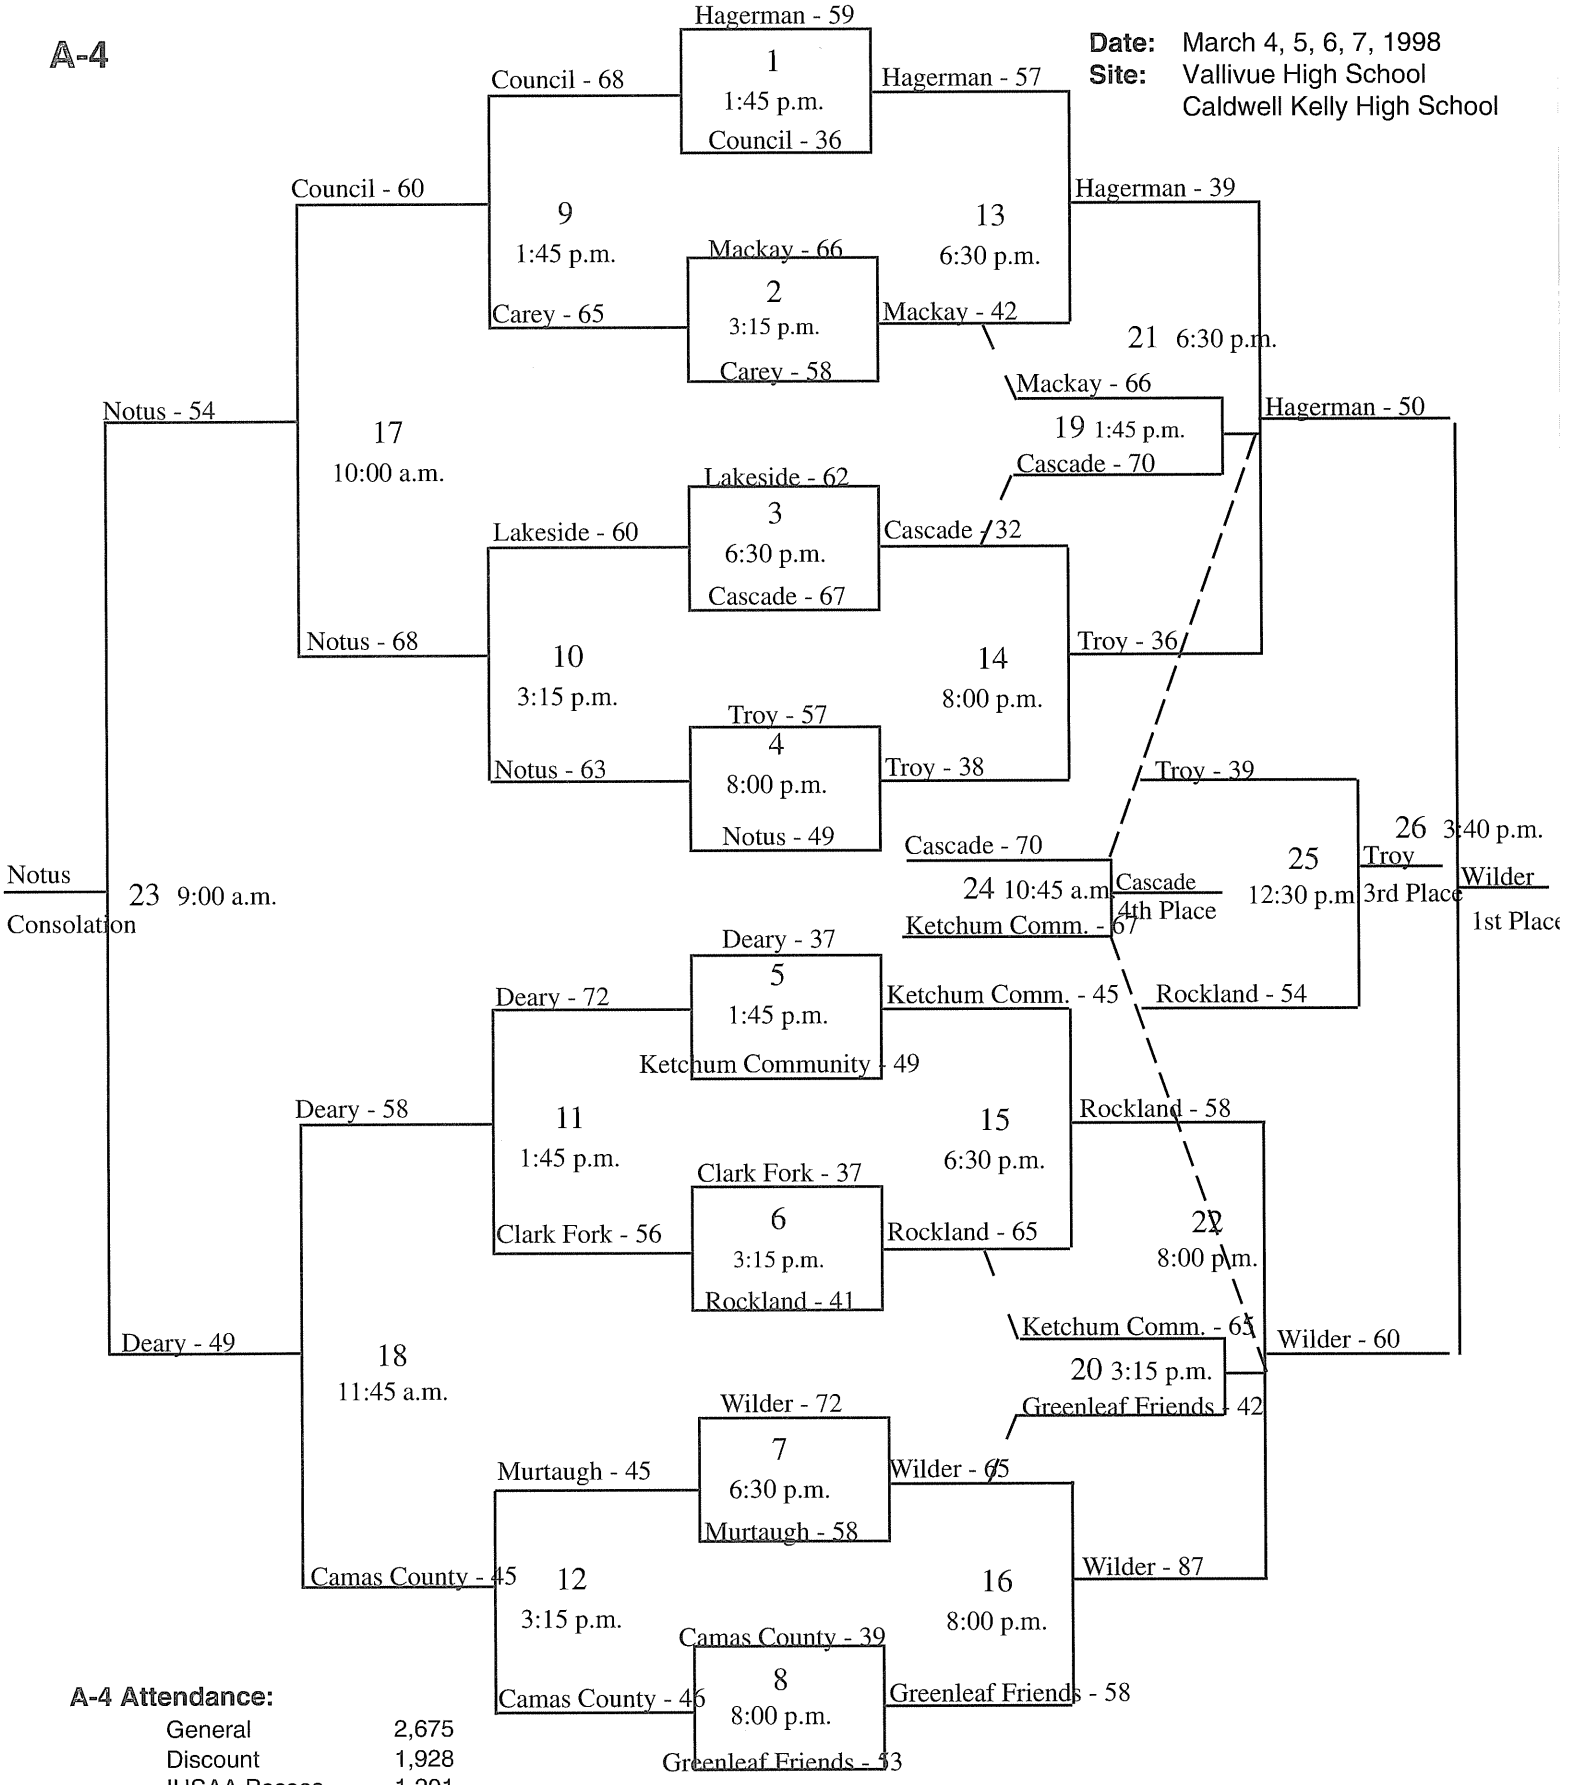 A-4
Date: March 4, 5, 6, 7, 1998
Site: Vallivue High School
Caldwell Kelly High School
Hagerman - 59
1
1:45 p.m.
Council - 36
Council - 68
Hagerman - 57
Council - 60
9
1:45 p.m.
13
6:30 p.m.
Hagerman - 39
Mackay - 66
2
3:15 p.m.
Carey - 58
Carey - 65
Mackay - 42
21 6:30 p.m.
Mackay - 66
19 1:45 p.m.
Cascade - 70
Hagerman - 50
Notus - 54
17
10:00 a.m.
Lakeside - 62
3
6:30 p.m.
Cascade - 67
Lakeside - 60
Cascade - 32
Notus - 68
10
3:15 p.m.
14
8:00 p.m.
Troy - 36
Troy - 57
4
8:00 p.m.
Notus - 49
Notus - 63
Troy - 38
Troy - 39
26 3:40 p.m.
Cascade - 70
24 10:45 a.m.
Ketchum Comm. - 67
Cascade
4th Place
25
12:30 p.m.
Troy
3rd Place
Wilder
1st Place
Notus
Consolation
23 9:00 a.m.
Deary - 37
5
1:45 p.m.
Ketchum Community - 49
Deary - 72
Ketchum Comm. - 45
Rockland - 54
Deary - 58
11
1:45 p.m.
15
6:30 p.m.
Rockland - 58
Clark Fork - 37
6
3:15 p.m.
Rockland - 41
Clark Fork - 56
Rockland - 65
22
8:00 p.m.
Ketchum Comm. - 65
20 3:15 p.m.
Greenleaf Friends - 42
Wilder - 60
Deary - 49
18
11:45 a.m.
Wilder - 72
7
6:30 p.m.
Murtaugh - 58
Murtaugh - 45
Wilder - 65
Camas County - 45
12
3:15 p.m.
16
8:00 p.m.
Wilder - 87
Camas County - 39
8
8:00 p.m.
Greenleaf Friends - 53
Camas County - 46
Greenleaf Friends - 58
A-4 Attendance:
General 2,675
Discount 1,928